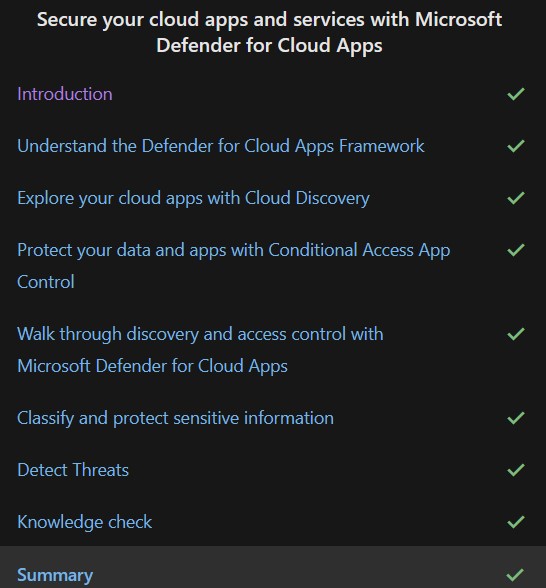 Secure your cloud apps and services with Microsoft
Defender for Cloud Apps
Introduction
Understand the Defender for Cloud Apps Framework
Explore your cloud apps with Cloud Discovery
Protect your data and apps with Conditional Access App
Control
Walk through discovery and access control with
Microsoft Defender for Cloud Apps
Classify and protect sensitive information
Detect Threats
Knowledge check
Summary